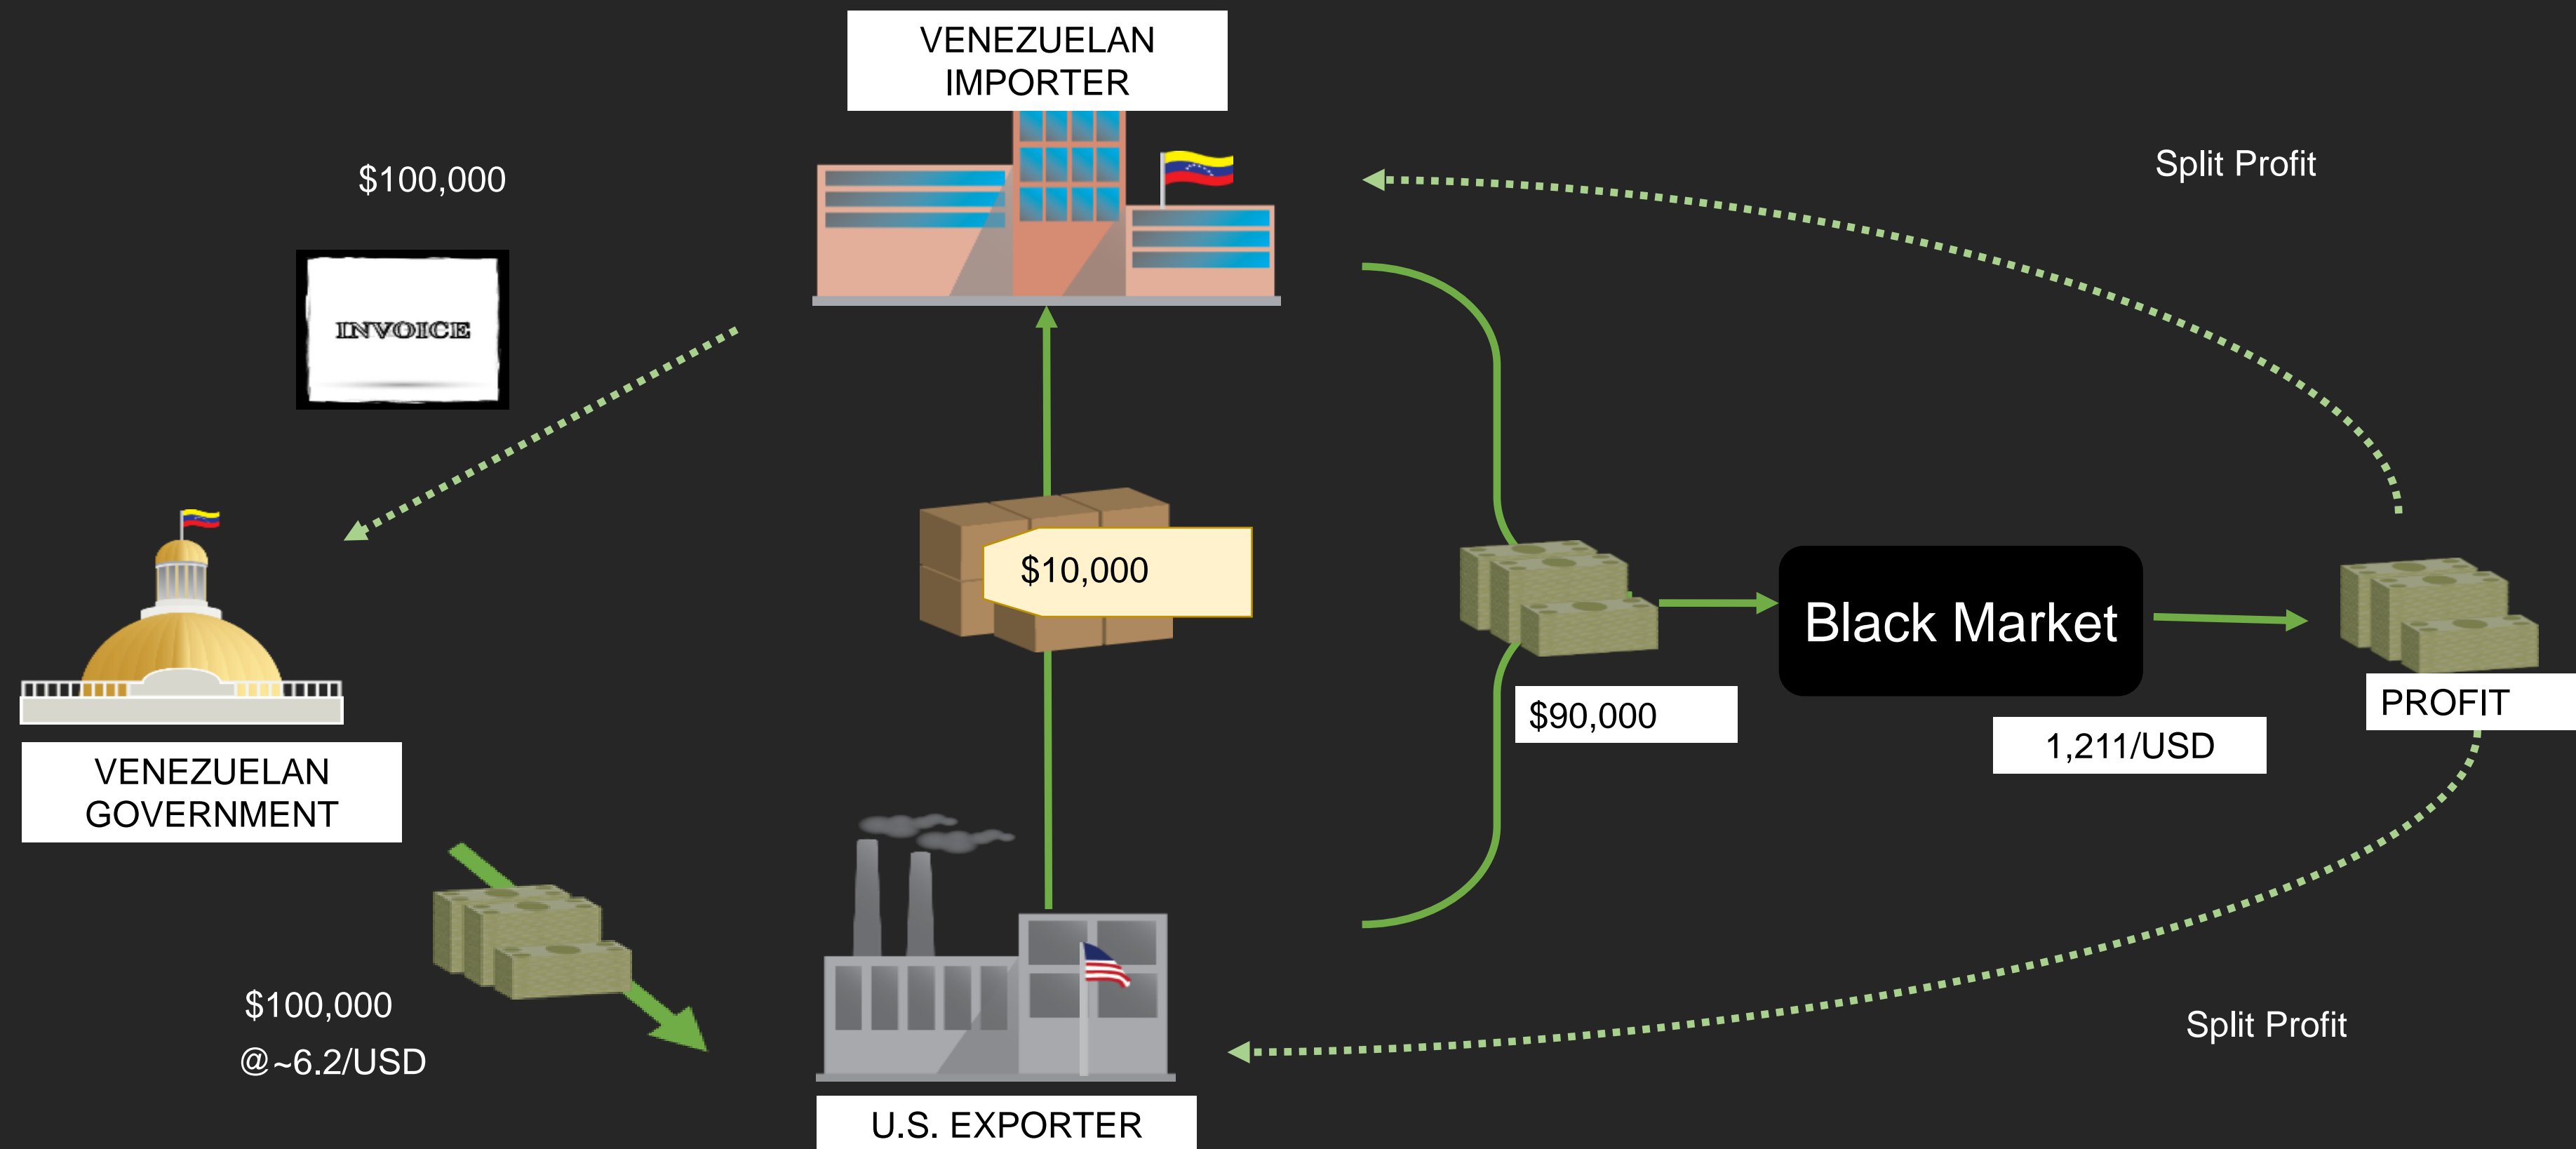 VENEZUELAN
IMPORTER
Split Profit
$100,000
INVOICE
$10,000
Black Market
$90,000
PROFIT
1,211/USD
VENEZUELAN
GOVERNMENT
$100,000
@~6.2/USD
Split Profit
U.S. EXPORTER